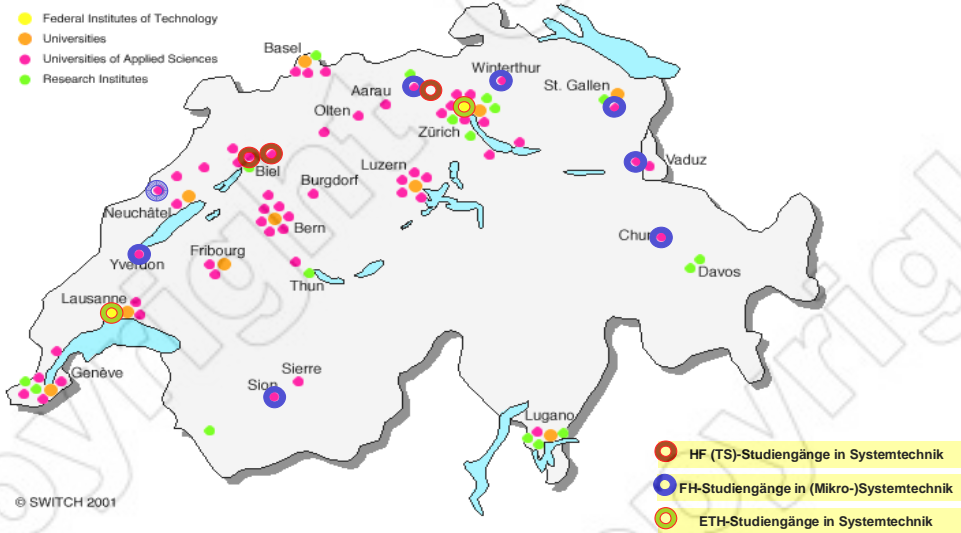 Federal Institutes of Technology
Universities
Universities of Applied Sciences
Research Institutes
Basel
Winterthur
Aarau
St. Gallen
Olten
Zürich
Vaduz
Luzern
Biel
Burgdorf
Neuchâtel
Bern
Chur
Fribourg
Yverdon
Davos
Thun
Lausanne
Genève
Sierre
Sion
Lugano
HF (TS)-Studiengänge in Systemtechnik
FH-Studiengänge in (Mikro-)Systemtechnik
© SWITCH 2001
ETH-Studiengänge in Systemtechnik